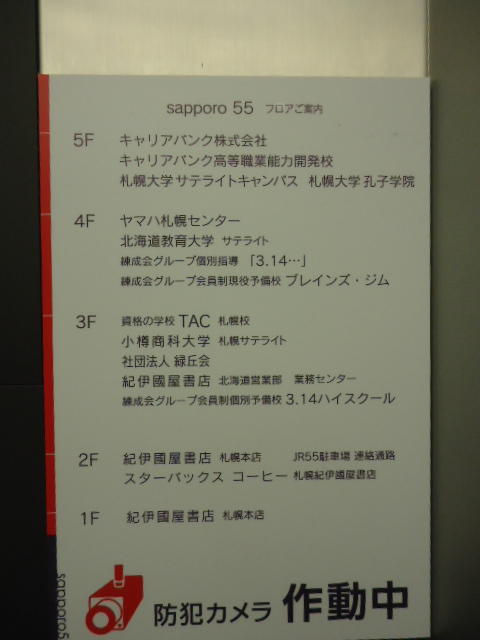 sapporo 55 フロアご案内
5F キャリアバンク株式会社
キャリアバンク高等職業能力開発校
札幌大学 サテライトキャンパス 札幌大学 孔子学院
4F ヤマハ札幌センター
北海道教育大学 サテライト
練成会グループ個別指導 「3.14…」
練成会グループ会員制現役予備校 ブレインズ・ジム
3F 資格の学校 TAC 札幌校
小樽商科大学 札幌サテライト
社団法人 緑丘会
紀伊國屋書店 北海道営業部 業務センター
練成会グループ会員制個別予備校 3.14ハイスクール
2F 紀伊國屋書店 札幌本店 JR55駐車場 連絡通路
スターバックス コーヒー 札幌紀伊國屋書店
1F 紀伊國屋書店 札幌本店
sapporo5
防犯カメラ 作動中